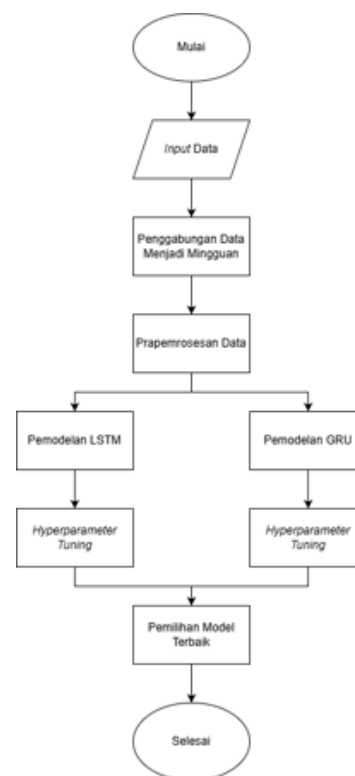 Mulai
Input Data
Penggabungan Data
Menjadi Mingguan
Prapemrosesan Data
Pemodelan LSTM
Pemodelan GRU
Hyperparameter
Tuning
Hyperparameter
Tuning
Pemilihan Model
Terbaik
Selesai